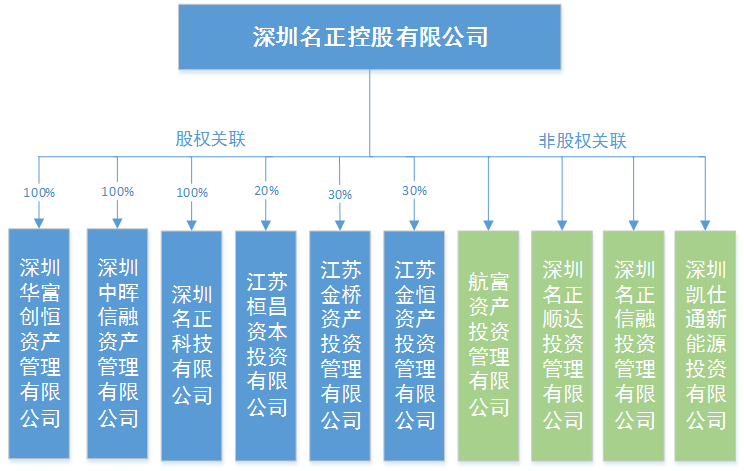 深圳名正控股有限公司
股权关联
非股权关联
100%
100%
100%
20%
30%
30%
深圳
华富
创恒
资产
管理
有限
公司
深圳
中晖
信融
资产
管理
有限
公司
深圳
名正
科技
有限
公司
江苏
桓昌
资本
投资
有限
公司
江苏
金桥
资产
投资
管理
有限
公司
江苏
金恒
资产
投资
管理
有限
公司
航富
资产
投资
管理
有限
公司
深圳
名正
顺达
投资
管理
有限
公司
深圳
名正
信融
投资
管理
有限
公司
深圳
凯仕
通新
能源
投资
有限
公司